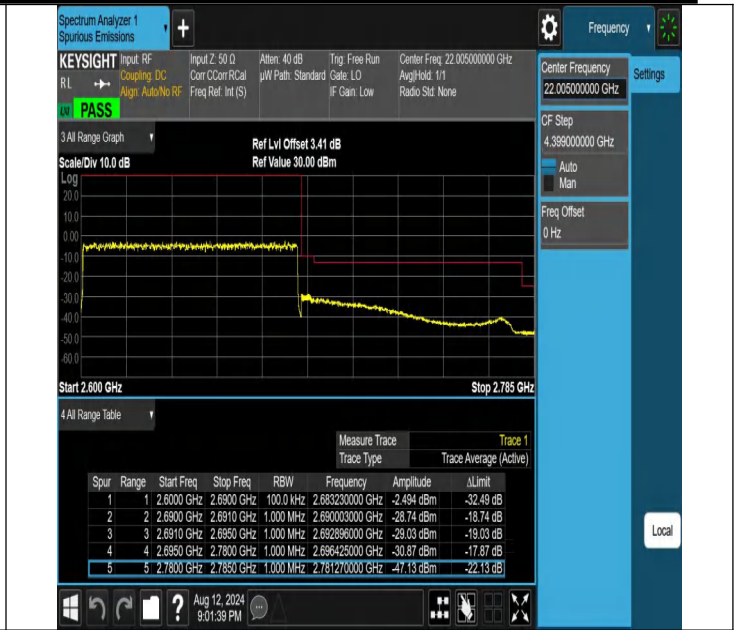 Spectrum Analyzer 1
Spurious Emissions
Frequency
KEYSIGHT
R L
PASS
Input: RF
Coupling: DC
Align: Auto/No RF
Input Z: 50 Ω
Corr CCorr RCal
Freq Ref: Int (S)
Atten: 40 dB
µW Path: Standard
Trig: Free Run
Gate: LO
IF Gain: Low
Center Freq: 22.005000000 GHz
Avg|Hold: 1/1
Radio Std: None
3 All Range Graph
Scale/Div 10.0 dB
Ref Lvl Offset 3.41 dB
Ref Value 30.00 dBm
Log
20.0
10.0
0.00
-10.0
-20.0
-30.0
-40.0
-50.0
-60.0
Start 2.600 GHz
Stop 2.785 GHz
4 All Range Table
Measure Trace Trace 1
Trace Type Trace Average (Active)
Spur Range Start Freq Stop Freq RBW Frequency Amplitude ΔLimit
1 1 2.6000 GHz 2.6900 GHz 100.0 kHz 2.683230000 GHz -2.494 dBm -32.49 dB
2 2 2.6900 GHz 2.6910 GHz 1.000 MHz 2.690003000 GHz -28.74 dBm -18.74 dB
3 3 2.6910 GHz 2.6950 GHz 1.000 MHz 2.692896000 GHz -29.03 dBm -19.03 dB
4 4 2.6950 GHz 2.7800 GHz 1.000 MHz 2.696425000 GHz -30.87 dBm -17.87 dB
5 5 2.7800 GHz 2.7850 GHz 1.000 MHz 2.781270000 GHz -47.13 dBm -22.13 dB
Center Frequency
22.005000000 GHz
Settings
CF Step
4.399000000 GHz
Auto
Man
Freq Offset
0 Hz
Local
Aug 12, 2024
9:01:39 PM